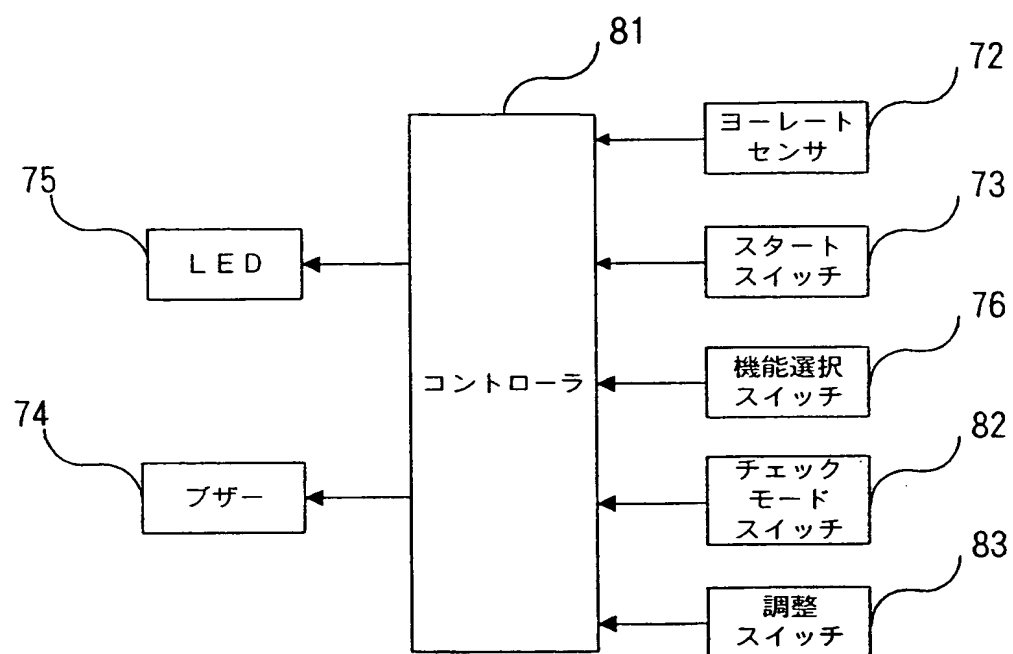 81
72
ヨーレート
センサ
75
73
LED
スタート
スイッチ
76
機能選択
スイッチ
コントローラ
74
82
ブザー
チェック
モード
スイッチ
83
調整
スイッチ